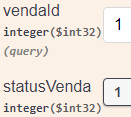 vendaId
integer($int32)
1
(query)
statusVenda
1
integer($int32)